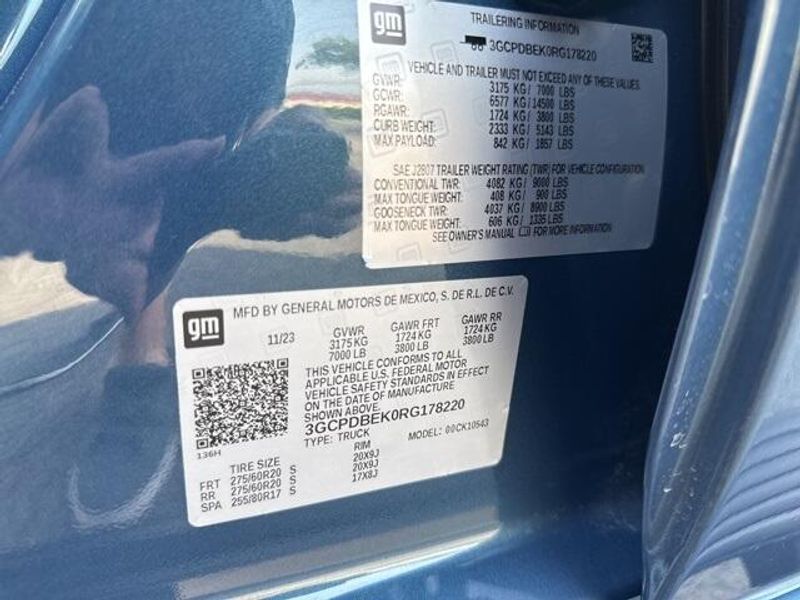 gm
TRAILERING INFORMATION
3GCPDBEK0RG178220
VEHICLE AND TRAILER MUST NOT EXCEED ANY OF THESE VALUES.
GVWR: 3175 KG / 7000 LBS
GCWR: 6577 KG / 14500 LBS
RGAWR: 1724 KG / 3800 LBS
CURB WEIGHT: 2333 KG / 5143 LBS
MAX PAYLOAD: 842 KG / 1857 LBS
SAE J2807 TRAILER WEIGHT RATING (TWR) FOR VEHICLE CONFIGURATION
CONVENTIONAL TWR: 4082 KG / 9000 LBS
MAX TONGUE WEIGHT: 408 KG / 900 LBS
GOOSENECK TWR: 4037 KG / 8900 LBS
MAX TONGUE WEIGHT: 606 KG / 1335 LBS
SEE OWNER'S MANUAL FOR MORE INFORMATION
gm
MFD BY GENERAL MOTORS DE MEXICO, S. DE R.L. DE C.V.
11/23 GVWR GAWR FRT GAWR RR
3175 KG 1724 KG 1724 KG
7000 LB 3800 LB 3800 LB
THIS VEHICLE CONFORMS TO ALL
APPLICABLE U.S. FEDERAL MOTOR
VEHICLE SAFETY STANDARDS IN EFFECT
ON THE DATE OF MANUFACTURE
SHOWN ABOVE.
3GCPDBEK0RG178220
TYPE: TRUCK MODEL: 00CK10543
136H
TIRE SIZE RIM
FRT 275/60R20 S 20X9J
RR 275/60R20 S 20X9J
SPA 255/80R17 S 17X8J